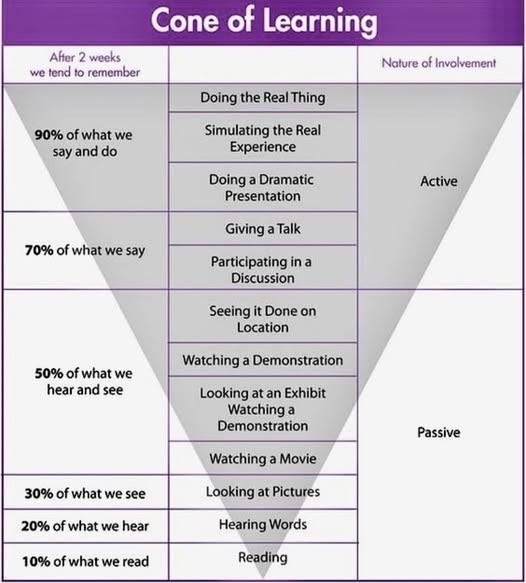 Cone of Learning
After 2 weeks
we tend to remember
Nature of Involvement
90% of what we
say and do
Doing the Real Thing
Simulating the Real
Experience
Doing a Dramatic
Presentation
Active
70% of what we say
Giving a Talk
Participating in a
Discussion
50% of what we
hear and see
Seeing it Done on
Location
Watching a Demonstration
Looking at an Exhibit
Watching a
Demonstration
Watching a Movie
Passive
30% of what we see
Looking at Pictures
20% of what we hear
Hearing Words
10% of what we read
Reading